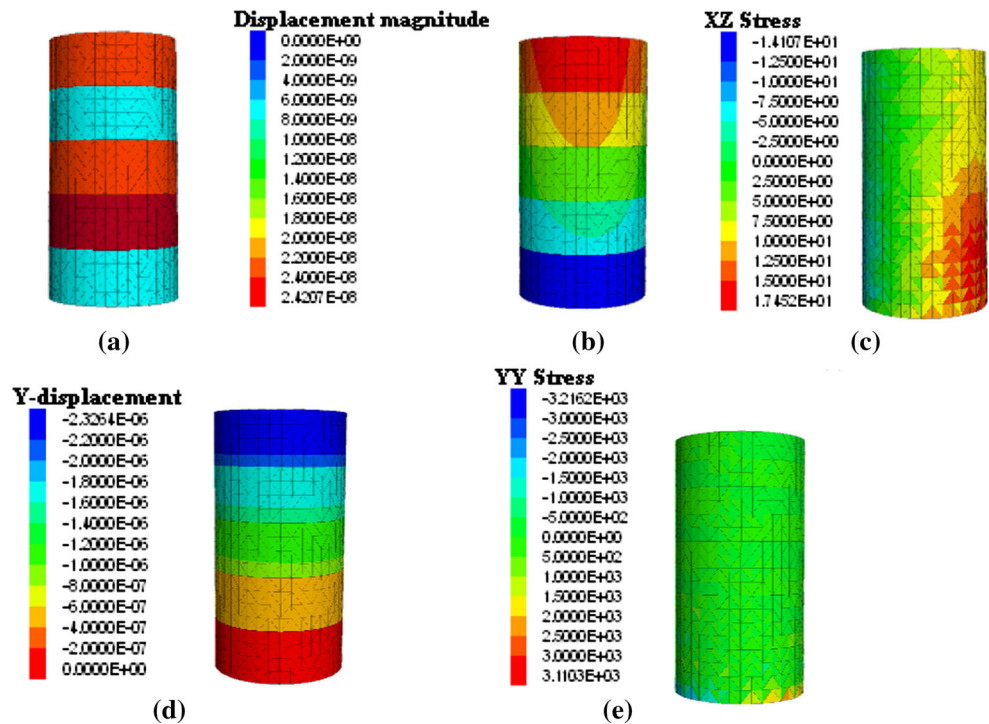 Displacement magnitude
0.0000E+00
2.0000E-09
4.0000E-09
6.0000E-09
8.0000E-09
1.0000E-08
1.2000E-08
1.4000E-08
1.6000E-08
1.8000E-08
2.0000E-08
2.2000E-08
2.4000E-08
2.4207E-08
XZ Stress
-1.4107E+01
-1.2500E+01
-1.0000E+01
-7.5000E+00
-5.0000E+00
-2.5000E+00
0.0000E+00
2.5000E+00
5.0000E+00
7.5000E+00
1.0000E+01
1.2500E+01
1.5000E+01
1.7452E+01
(a)
(b)
(c)
Y-displacement
-2.3264E-06
-2.2000E-06
-2.0000E-06
-1.8000E-06
-1.6000E-06
-1.4000E-06
-1.2000E-06
-1.0000E-06
-8.0000E-07
-6.0000E-07
-4.0000E-07
-2.0000E-07
0.0000E+00
YY Stress
-3.2162E+03
-3.0000E+03
-2.5000E+03
-2.0000E+03
-1.5000E+03
-1.0000E+03
-5.0000E+02
0.0000E+00
5.0000E+02
1.0000E+03
1.5000E+03
2.0000E+03
2.5000E+03
3.0000E+03
3.1103E+03
(d)
(e)